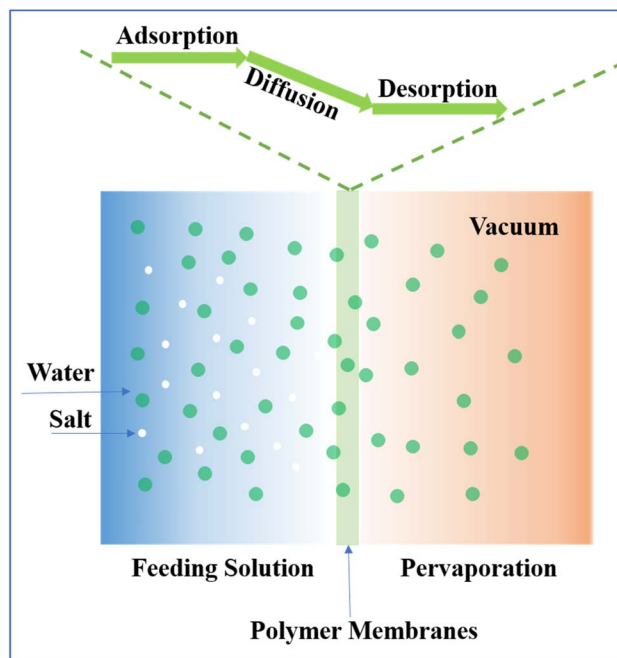 Adsorption
Diffusion
Desorption
Vacuum
Water
Salt
Feeding Solution
Pervaporation
Polymer Membranes